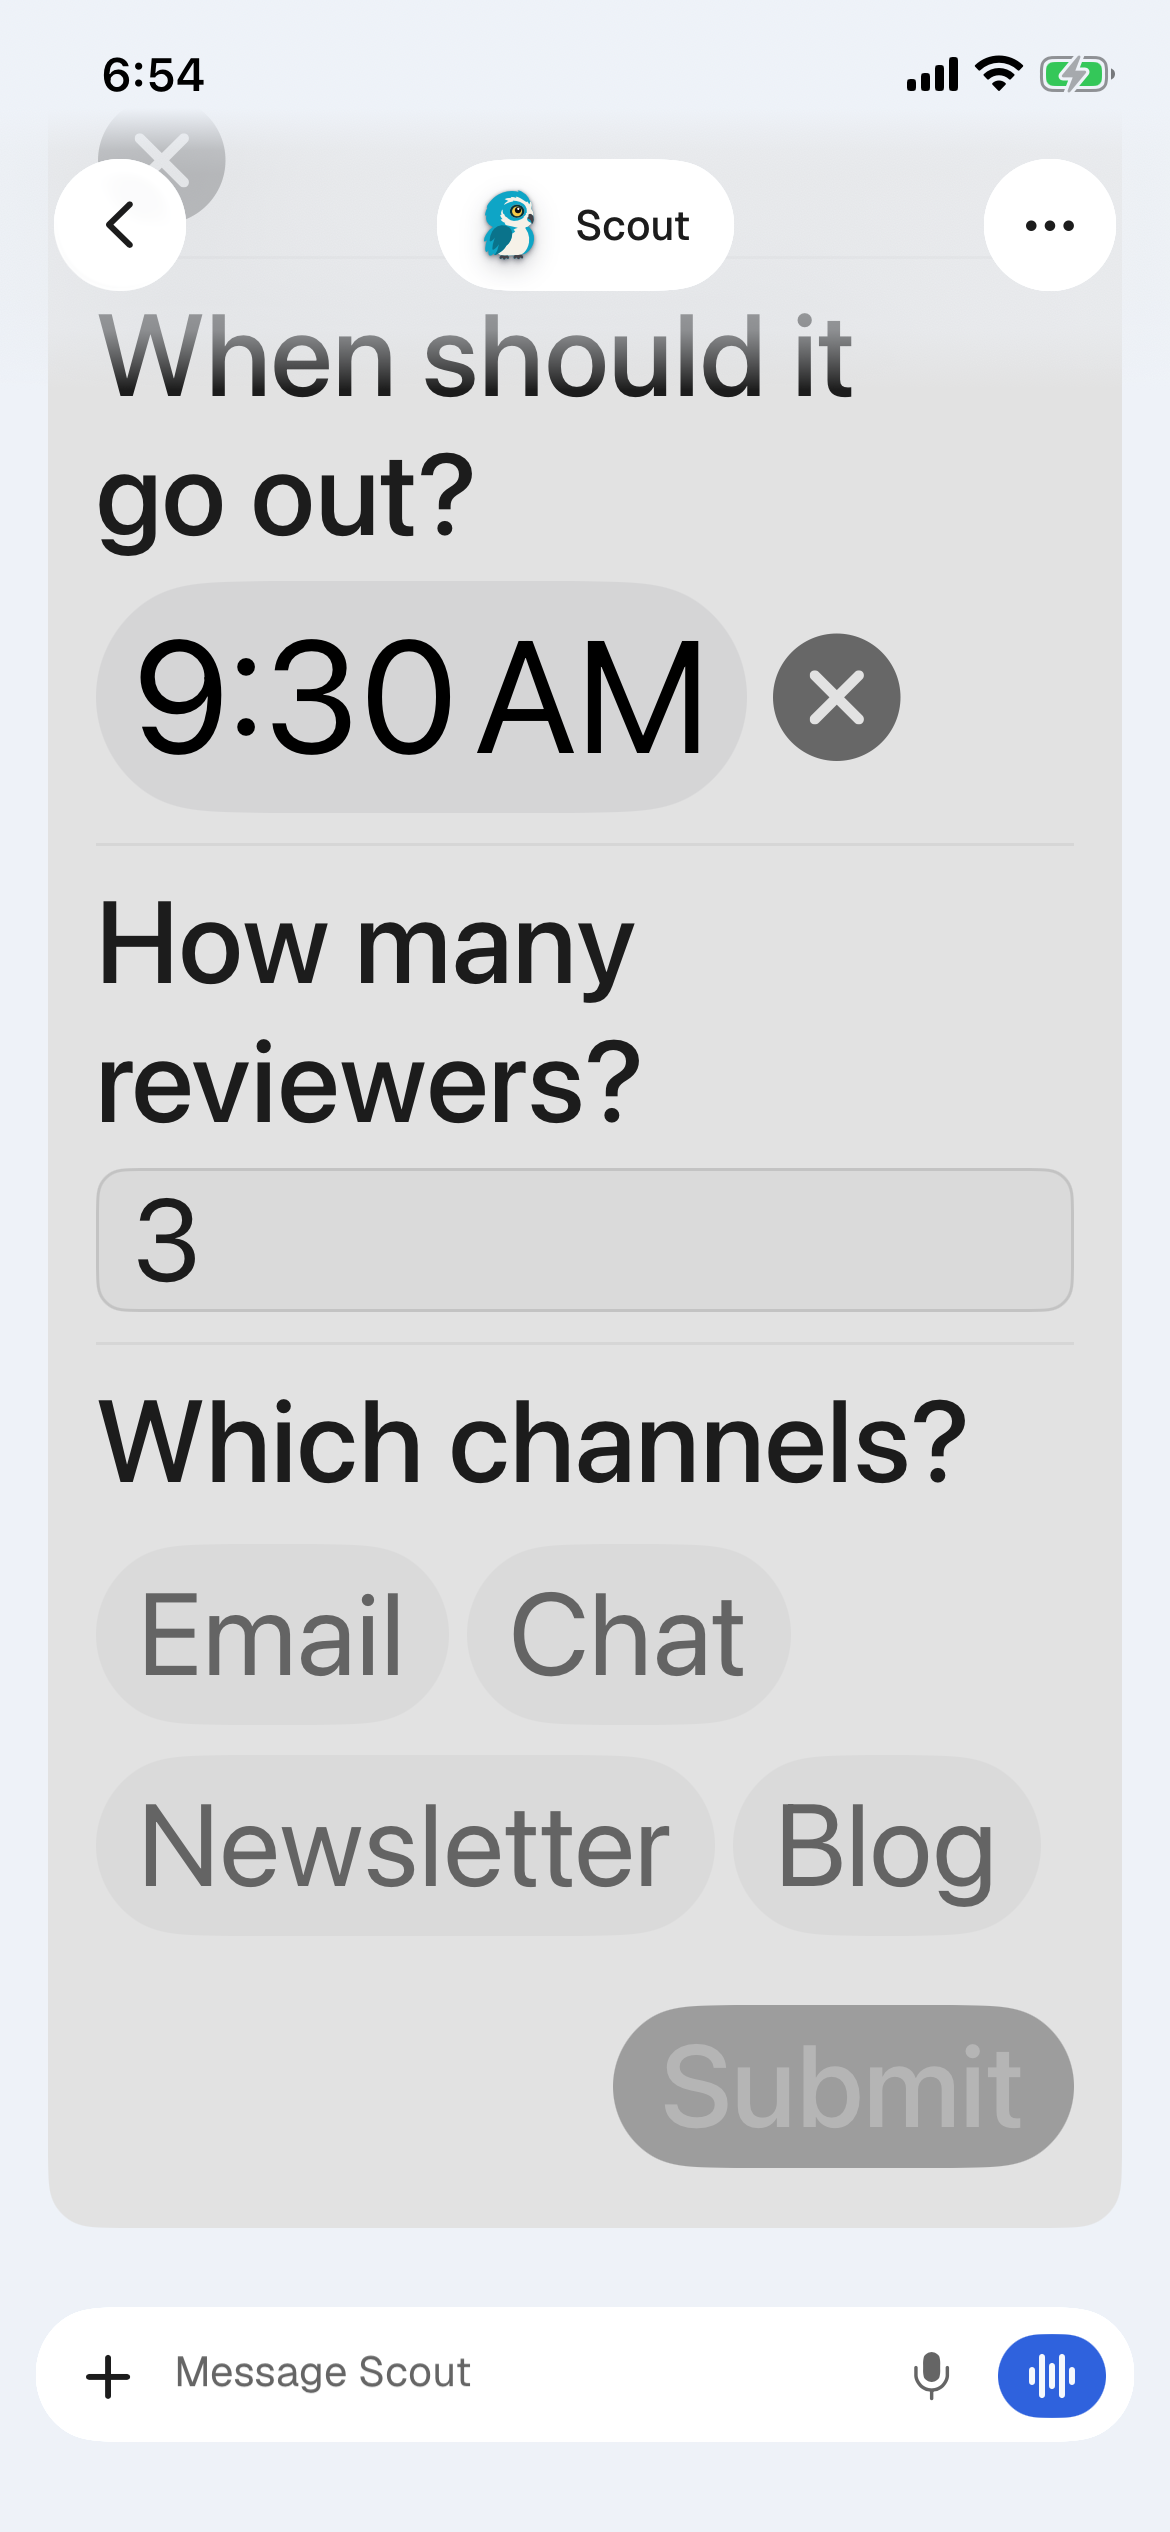 6:54
Scout
When should it
go out?
9:30 AM
How many
reviewers?
3
Which channels?
Email Chat
Newsletter Blog
Submit
Message Scout